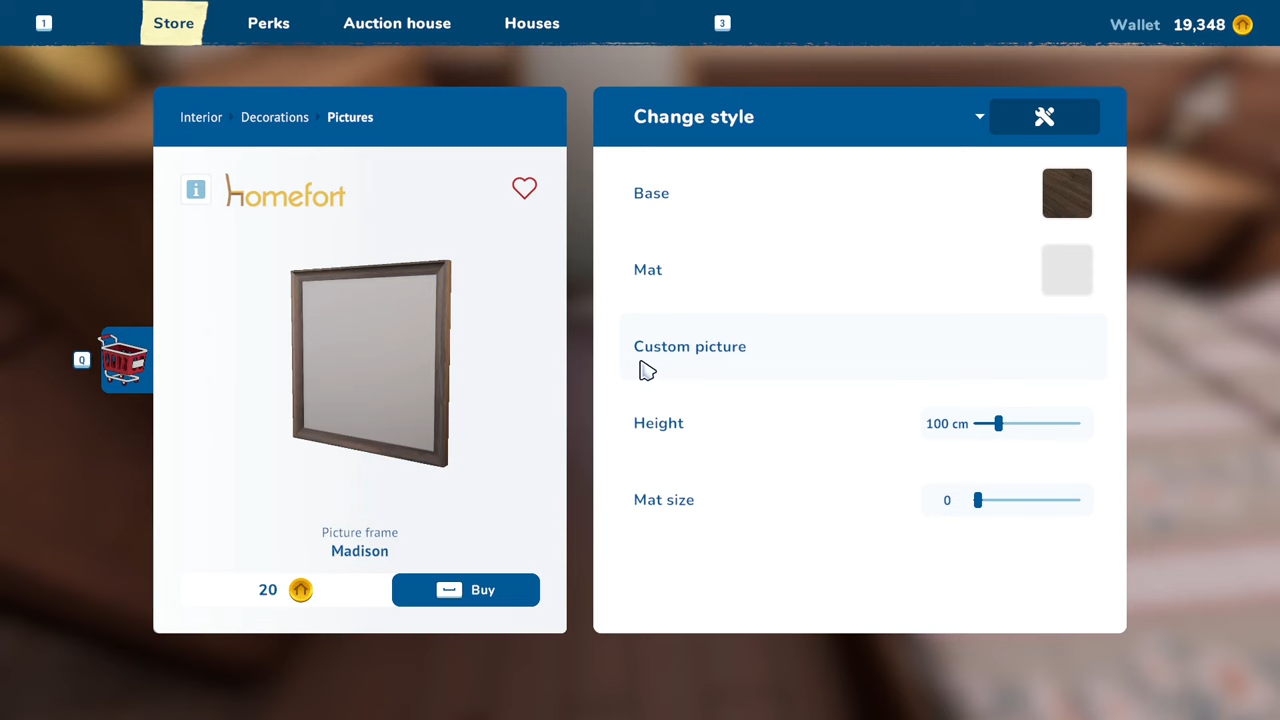 1
Store
Perks
Auction house
Houses
3
Wallet 19,348
Interior Decorations Pictures
i
homefort
Picture frame
Madison
20
Buy
Q
Change style
Base
Mat
Custom picture
Height
100 cm
Mat size
0